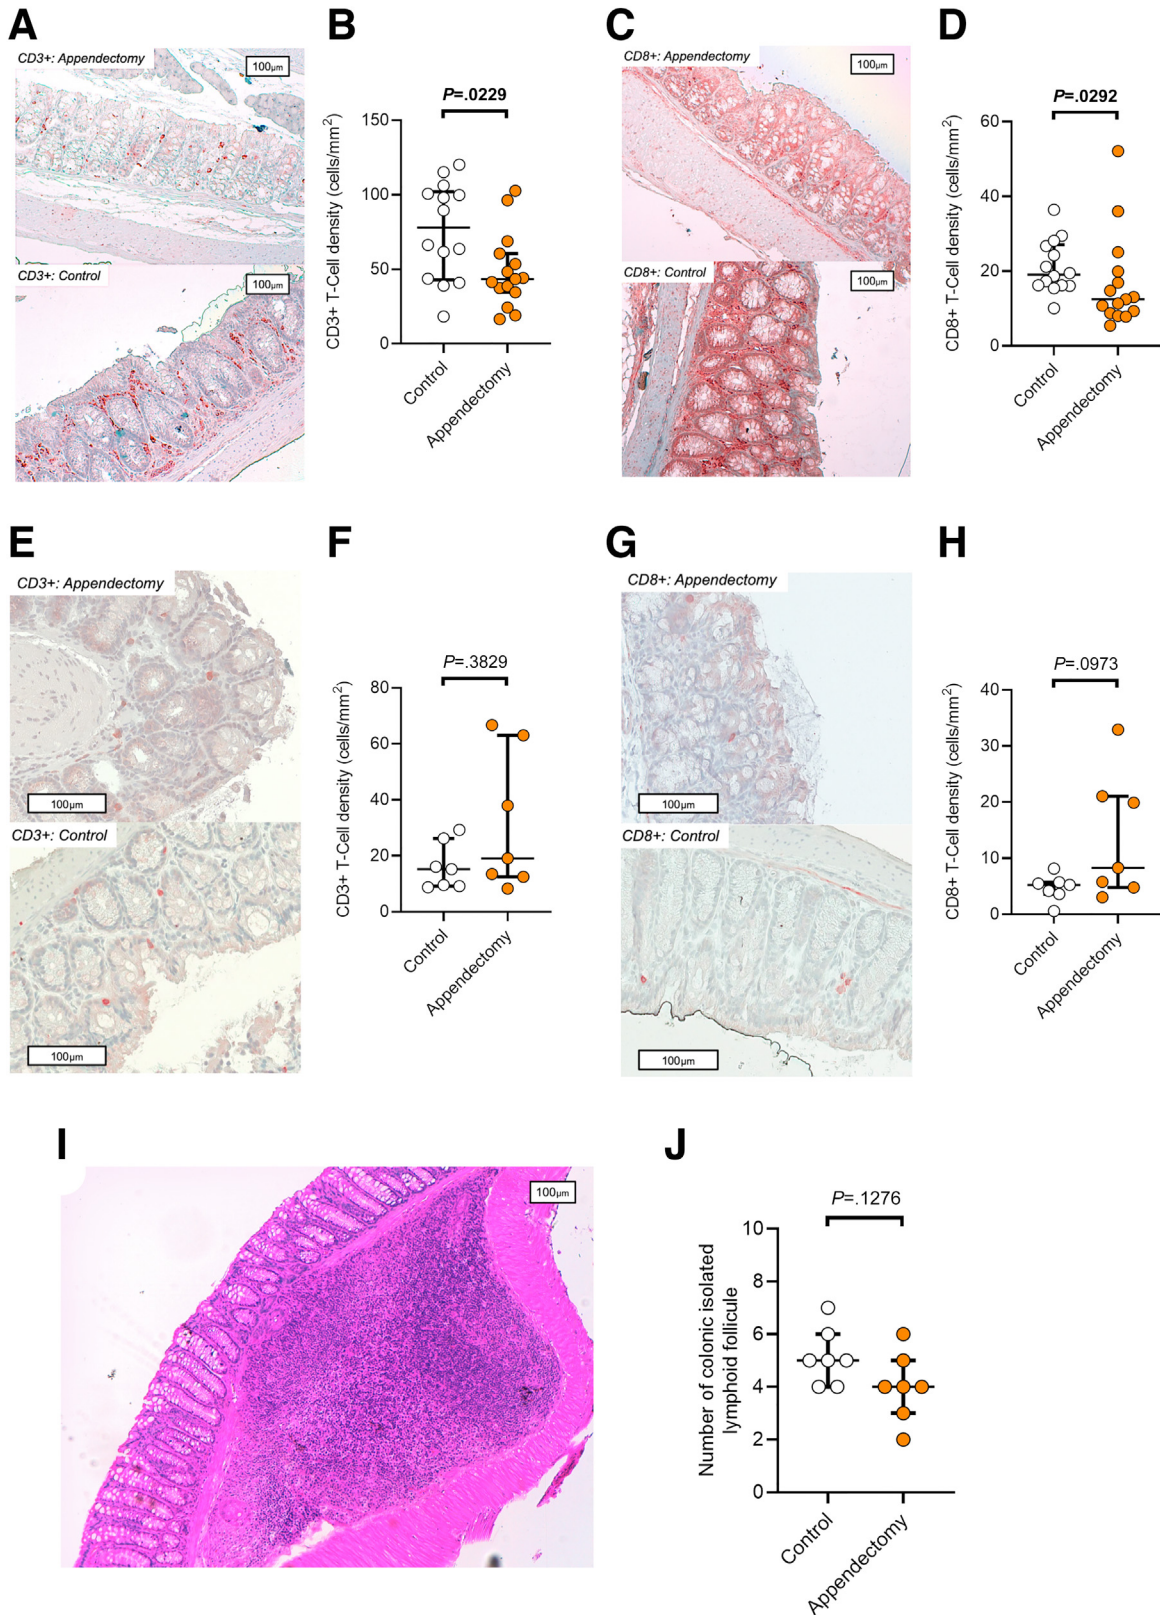 A
CD3+: Appendectomy
100μm
CD3+: Control
100μm
B
P=.0229
CD3+ T-Cell density (cells/mm²)
150
100
50
0
Control
Appendectomy
C
CD8+: Appendectomy
100μm
CD8+: Control
100μm
D
P=.0292
CD8+ T-Cell density (cells/mm²)
60
40
20
0
Control
Appendectomy
E
CD3+: Appendectomy
100μm
CD3+: Control
100μm
F
P=.3829
CD3+ T-Cell density (cells/mm²)
80
60
40
20
0
Control
Appendectomy
G
CD8+: Appendectomy
100μm
CD8+: Control
100μm
H
P=.0973
CD8+ T-Cell density (cells/mm²)
40
30
20
10
0
Control
Appendectomy
I
100μm
J
P=.1276
Number of colonic isolated
lymphoid follicule
10
8
6
4
2
0
Control
Appendectomy